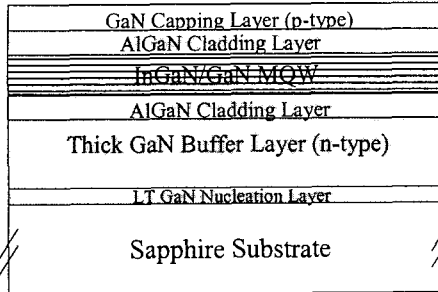 GaN Capping Layer (p-type)
AlGaN Cladding Layer
InGaN/GaN MQW
AlGaN Cladding Layer
Thick GaN Buffer Layer (n-type)
LT GaN Nucleation Layer
Sapphire Substrate